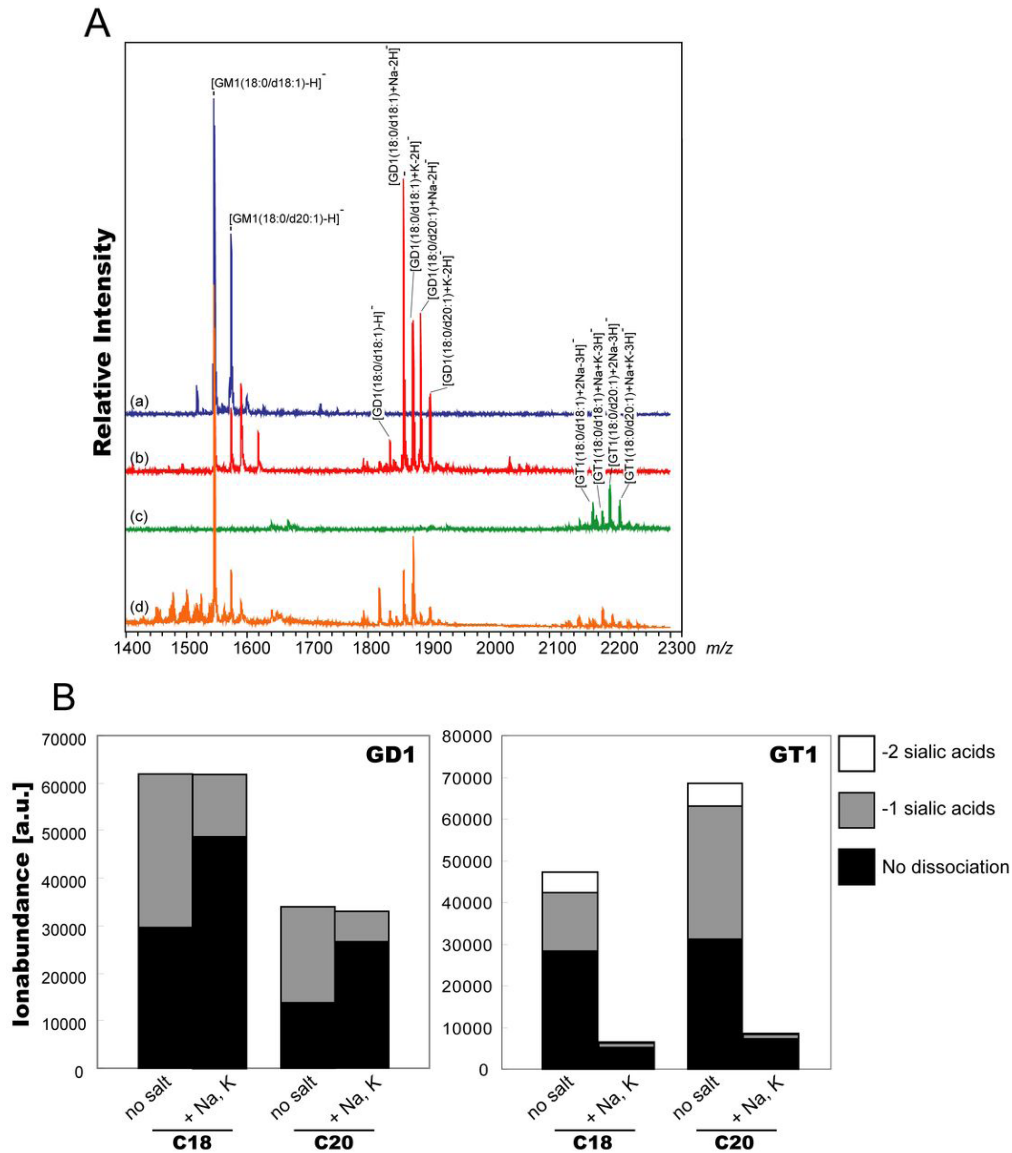 A
[GM1(18:0/d18:1)-H]⁻
[GM1(18:0/d20:1)-H]⁻
[GD1(18:0/d18:1)-H]⁻
[GD1(18:0/d18:1)+Na-2H]⁻
[GD1(18:0/d18:1)+K-2H]⁻
[GD1(18:0/d20:1)+Na-2H]⁻
[GD1(18:0/d20:1)+K-2H]⁻
[GT1(18:0/d18:1)+2Na-3H]⁻
[GT1(18:0/d18:1)+Na+K-3H]⁻
[GT1(18:0/d20:1)+2Na-3H]⁻
[GT1(18:0/d20:1)+Na+K-3H]⁻
Relative Intensity
(a)
(b)
(c)
(d)
1400 1500 1600 1700 1800 1900 2000 2100 2200 2300 m/z
B
Ionabundance [a.u.]
70000
60000
50000
40000
30000
20000
10000
0
GD1
no salt + Na, K no salt + Na, K
C18 C20
80000
70000
60000
50000
40000
30000
20000
10000
0
GT1
no salt + Na, K no salt + Na, K
C18 C20
-2 sialic acids
-1 sialic acids
No dissociation